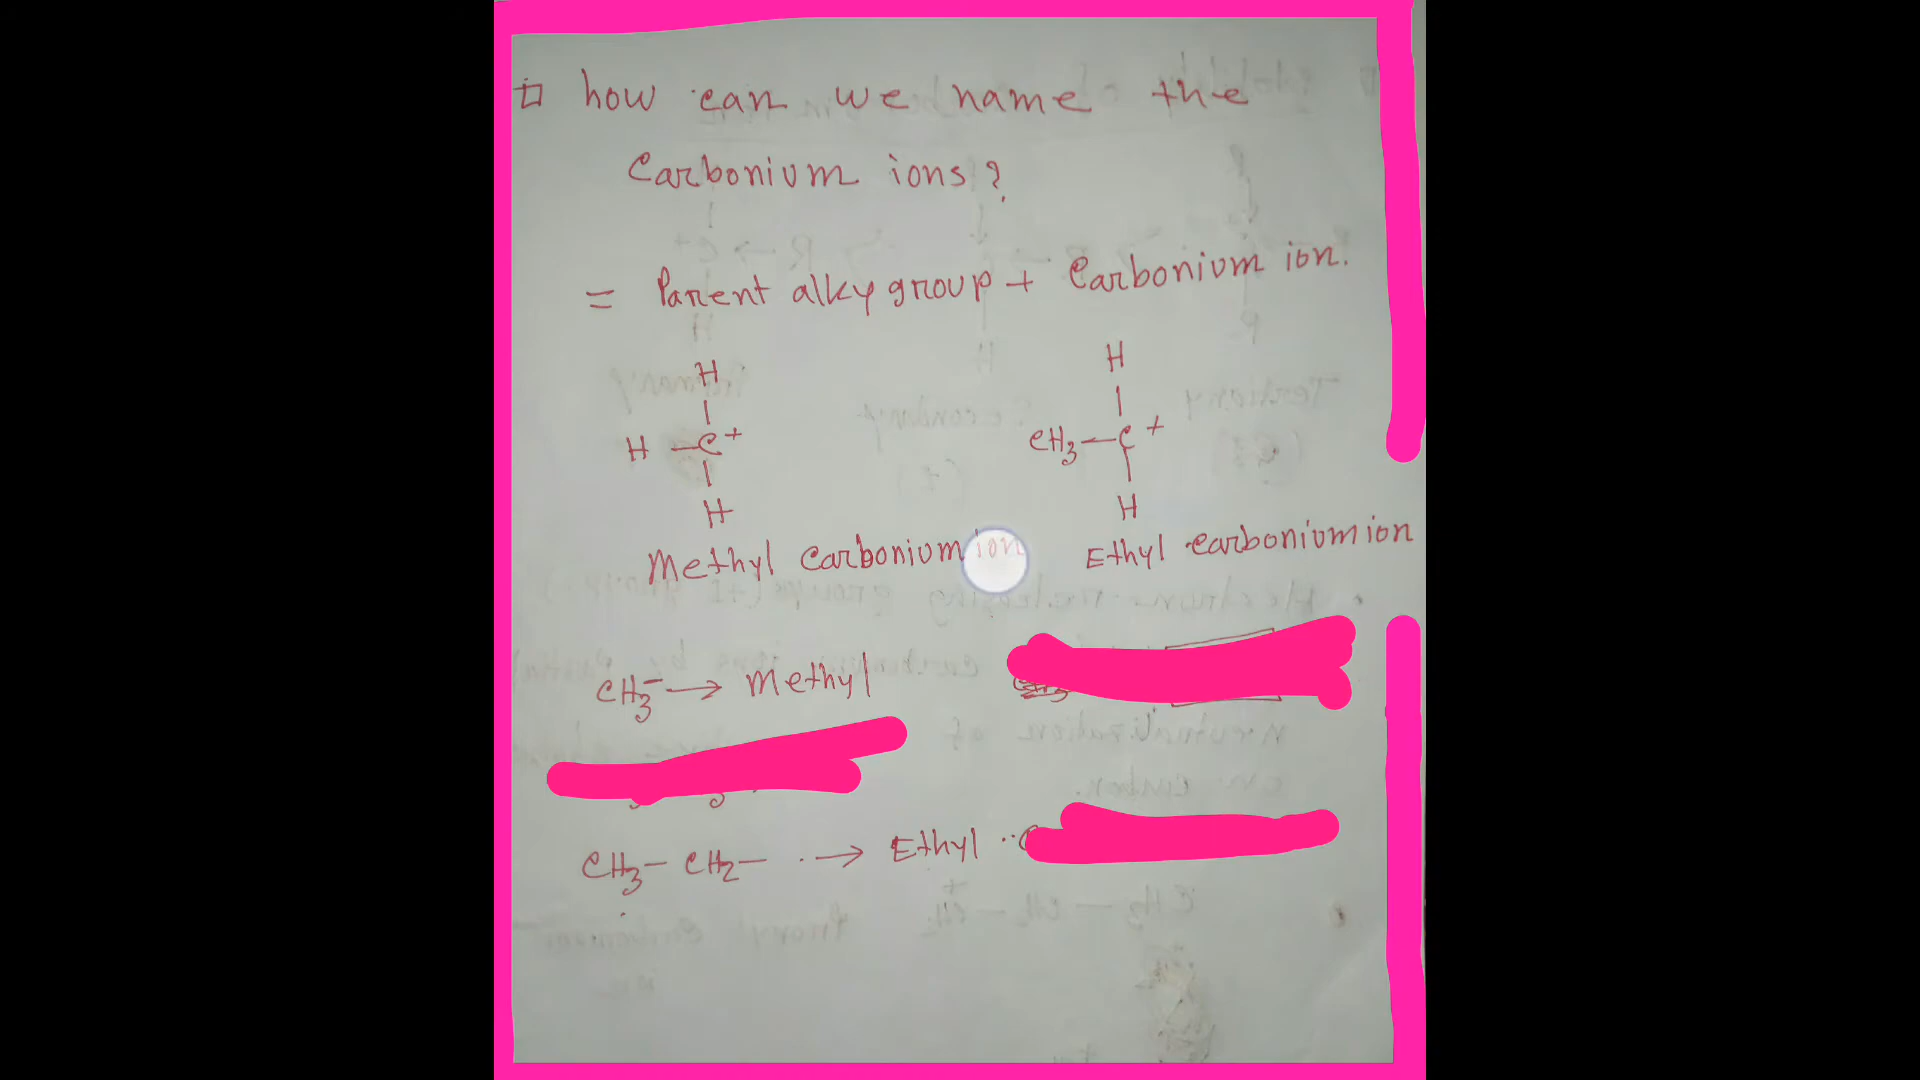 how can we name the
Carbonium ions?
= Parent alky group + Carbonium ion.
H H
H - C+ CH3 - C+
H H
Methyl carbonium ion Ethyl carbonium ion
CH3- → Methyl
CH3 - CH2 - → Ethyl